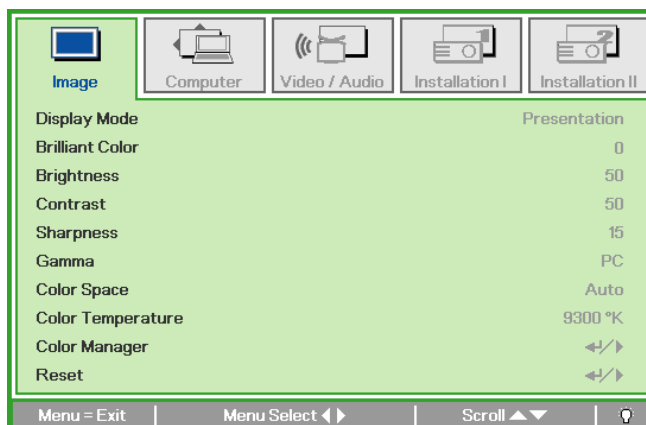 Image Computer Video / Audio Installation I Installation II
Display Mode Presentation
Brilliant Color 0
Brightness 50
Contrast 50
Sharpness 15
Gamma PC
Color Space Auto
Color Temperature 9300 °K
Color Manager
Reset
Menu = Exit Menu Select Scroll